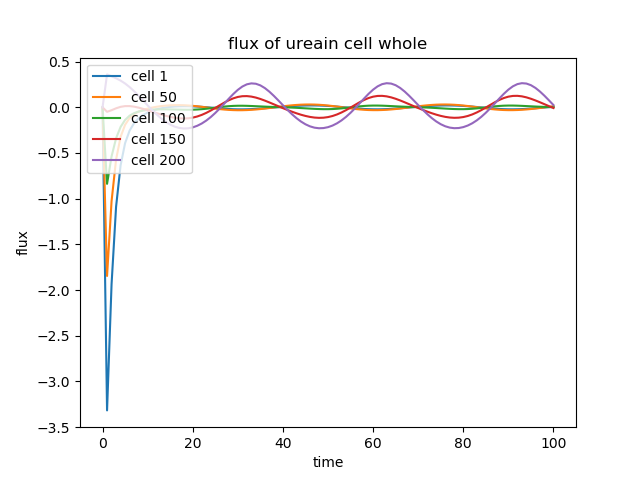 flux of ureain cell whole
cell 1
cell 50
cell 100
cell 150
cell 200
0.5
0.0
−0.5
−1.0
−1.5
−2.0
−2.5
−3.0
−3.5
flux
0 20 40 60 80 100
time